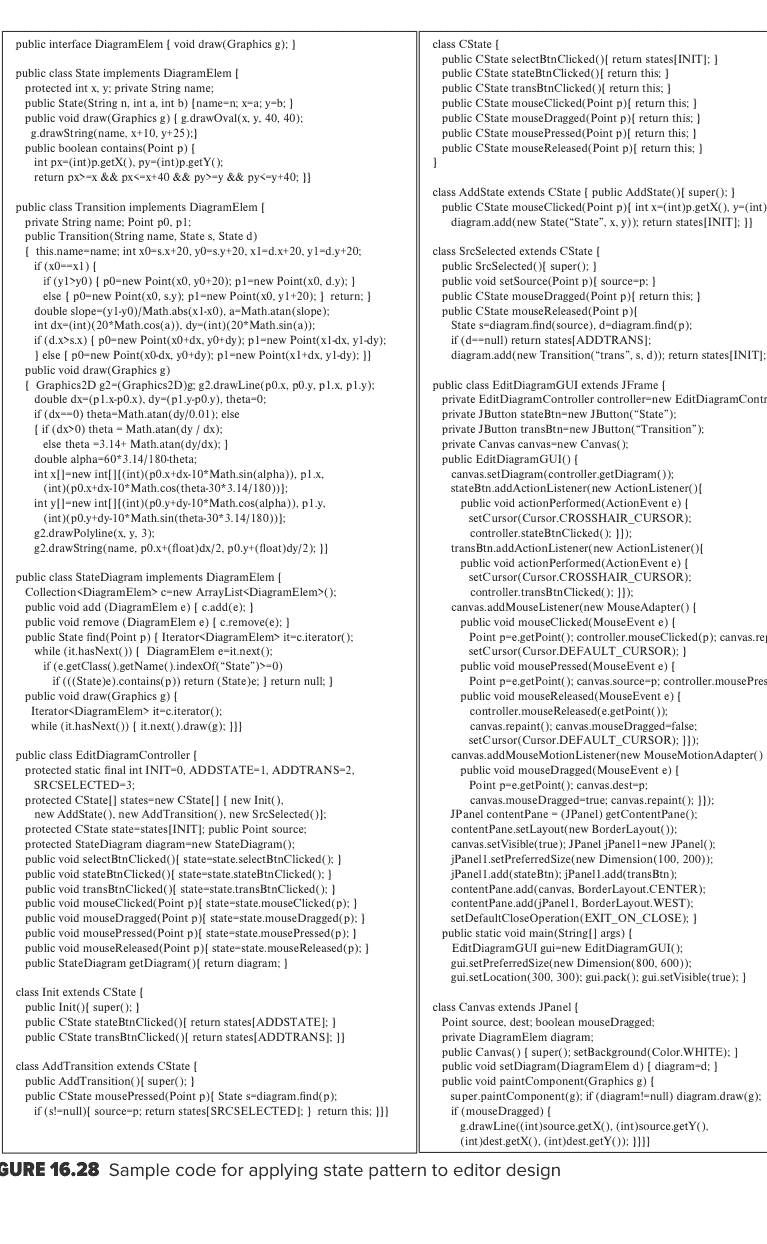 public interface DiagramElem { void draw(Graphics g); }
public class State implements DiagramElem {
protected int x, y; private String name;
public State(String n, int a, int b) {name=n; x=a; y=b; }
public void draw(Graphics g) { g.drawOval(x, y, 40, 40);
g.drawString(name, x+10, y+25);}
public boolean contains(Point p) {
int px=(int)p.getX(), py=(int)p.getY();
return px>=x && px<=x+40 && py>=y && py<=y+40; }}
public class Transition implements DiagramElem {
private String name; Point p0, p1;
public Transition(String name, State s, State d)
{ this.name=name; int x0=s.x+20, y0=s.y+20, x1=d.x+20, y1=d.y+20;
if (x0==x1) {
if (y1>y0) { p0=new Point(x0, y0+20); p1=new Point(x0, d.y); }
else { p0=new Point(x0, s.y); p1=new Point(x0, y1+20); } return; }
double slope=(y1-y0)/Math.abs(x1-x0), a=Math.atan(slope);
int dx=(int)(20*Math.cos(a)), dy=(int)(20*Math.sin(a));
if (d.x>s.x) { p0=new Point(x0+dx, y0+dy); p1=new Point(x1-dx, y1-dy);
} else { p0=new Point(x0-dx, y0+dy); p1=new Point(x1+dx, y1-dy); }}
public void draw(Graphics g)
{ Graphics2D g2=(Graphics2D)g; g2.drawLine(p0.x, p0.y, p1.x, p1.y);
double dx=(p1.x-p0.x), dy=(p1.y-p0.y), theta=0;
if (dx==0) theta=Math.atan(dy/0.01); else
{ if (dx>0) theta = Math.atan(dy / dx);
else theta =3.14+ Math.atan(dy/dx); }
double alpha=60*3.14/180-theta;
int x[]=new int[]{(int)(p0.x+dx-10*Math.sin(alpha)), p1.x,
(int)(p0.x+dx-10*Math.cos(theta-30*3.14/180))};
int y[]=new int[]{(int)(p0.y+dy-10*Math.cos(alpha), p1.y,
(int)(p0.y+dy-10*Math.sin(theta-30*3.14/180))};
g2.drawPolyline(x, y, 3);
g2.drawString(name, p0.x+(float)dx/2, p0.y+(float)dy/2); }}
public class StateDiagram implements DiagramElem {
Collection<DiagramElem> c=new ArrayList<DiagramElem>();
public void add (DiagramElem e) { c.add(e); }
public void remove (DiagramElem e) { c.remove(e); }
public State find(Point p) { Iterator<DiagramElem> it=c.iterator();
while (it.hasNext()) { DiagramElem e=it.next();
if (e.getClass().getName().indexOf(“State”)>=0)
if (((State)e).contains(p)) return (State)e; } return null; }
public void draw(Graphics g) {
Iterator<DiagramElem> it=c.iterator();
while (it.hasNext()) { it.next().draw(g); }}}
public class EditDiagramController {
protected static final int INIT=0, ADDSTATE=1, ADDTRANS=2,
SRCSELECTED=3;
protected CState[] states=new CState[] { new Init(),
new AddState(), new AddTransition(), new SrcSelected()];
protected CState state=states[INIT]; public Point source;
protected StateDiagram diagram=new StateDiagram();
public void selectBtnClicked(){ state=state.selectBtnClicked(); }
public void stateBtnClicked(){ state=state.stateBtnClicked(); }
public void transBtnClicked(){ state=state.transBtnClicked(); }
public void mouseClicked(Point p){ state=state.mouseClicked(p); }
public void mouseDragged(Point p){ state=state.mouseDragged(p); }
public void mousePressed(Point p){ state=state.mousePressed(p); }
public void mouseReleased(Point p){ state=state.mouseReleased(p); }
public StateDiagram getDiagram(){ return diagram; }
class Init extends CState {
public Init(){ super(); }
public CState stateBtnClicked(){ return states[ADDSTATE]; }
public CState transBtnClicked(){ return states[ADDTRANS]; }}
class AddTransition extends CState {
public AddTransition(){ super(); }
public CState mousePressed(Point p){ State s=diagram.find(p);
if (s!=null){ source=p; return states[SRCSELECTED]; } return this; }}}
class CState {
public CState selectBtnClicked(){ return states[INIT]; }
public CState stateBtnClicked(){ return this; }
public CState transBtnClicked(){ return this; }
public CState mouseClicked(Point p){ return this; }
public CState mouseDragged(Point p){ return this; }
public CState mousePressed(Point p){ return this; }
public CState mouseReleased(Point p){ return this; }
}
class AddState extends CState { public AddState(){ super(); }
public CState mouseClicked(Point p){ int x=(int)p.getX(), y=(int)
diagram.add(new State(“State”, x, y)); return states[INIT]; }}
class SrcSelected extends CState {
public SrcSelected(){ super(); }
public void setSource(Point p){ source=p; }
public CState mouseDragged(Point p){ return this; }
public CState mouseReleased(Point p){
State s=diagram.find(source), d=diagram.find(p);
if (d==null) return states[ADDTRANS];
diagram.add(new Transition(“trans”, s, d)); return states[INIT];
public class EditDiagramGUI extends JFrame {
private EditDiagramController controller=new EditDiagramContr
private JButton stateBtn=new JButton(“State”);
private JButton transBtn=new JButton(“Transition”);
private Canvas canvas=new Canvas();
public EditDiagramGUI() {
canvas.setDiagram(controller.getDiagram());
stateBtn.addActionListener(new ActionListener(){
public void actionPerformed(ActionEvent e) {
setCursor(Cursor.CROSSHAIR_CURSOR);
controller.stateBtnClicked(); }});
transBtn.addActionListener(new ActionListener(){
public void actionPerformed(ActionEvent e) {
setCursor(Cursor.CROSSHAIR_CURSOR);
controller.transBtnClicked(); }});
canvas.addMouseListener(new MouseAdapter() {
public void mouseClicked(MouseEvent e) {
Point p=e.getPoint(); controller.mouseClicked(p); canvas.rep
setCursor(Cursor.DEFAULT_CURSOR); }
public void mousePressed(MouseEvent e) {
Point p=e.getPoint(); canvas.source=p; controller.mousePres
public void mouseReleased(MouseEvent e) {
controller.mouseReleased(e.getPoint());
canvas.repaint(); canvas.mouseDragged=false;
setCursor(Cursor.DEFAULT_CURSOR); }});
canvas.addMouseMotionListener(new MouseMotionAdapter()
public void mouseDragged(MouseEvent e) {
Point p=e.getPoint(); canvas.dest=p;
canvas.mouseDragged=true; canvas.repaint(); }});
JPanel contentPane = (JPanel) getContentPane();
contentPane.setLayout(new BorderLayout());
canvas.setVisible(true); JPanel jPanel1=new JPanel();
jPanel1.setPreferredSize(new Dimension(100, 200));
jPanel1.add(stateBtn); jPanel1.add(transBtn);
contentPane.add(canvas, BorderLayout.CENTER);
contentPane.add(jPanel1, BorderLayout.WEST);
setDefaultCloseOperation(EXIT_ON_CLOSE); }
public static void main(String[] args) {
EditDiagramGUI gui=new EditDiagramGUI();
gui.setPreferredSize(new Dimension(800, 600));
gui.setLocation(300, 300); gui.pack(); gui.setVisible(true); }
class Canvas extends JPanel {
Point source, dest; boolean mouseDragged;
private DiagramElem diagram;
public Canvas() { super(); setBackground(Color.WHITE); }
public void setDiagram(DiagramElem d) { diagram=d; }
public void paintComponent(Graphics g) {
super.paintComponent(g); if (diagram!=null) diagram.draw(g);
if (mouseDragged) {
g.drawLine((int)source.getX(), (int)source.getY(),
(int)dest.getX(), (int)dest.getY()); }}}}
GURE 16.28 Sample code for applying state pattern to editor design